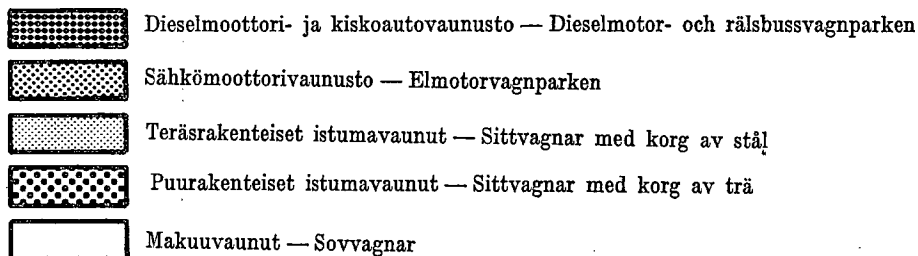 Dieselmoottori- ja kiskoautovaunusto — Dieselmotor- och rälsbussvagnparken
Sähkömoottorivaunusto — Elmotorvagnparken
Teräsrakenteiset istumavaunut — Sittvagnar med korg av stål
Puurakenteiset istumavaunut — Sittvagnar med korg av trä
Makuuvaunut — Sovvagnar